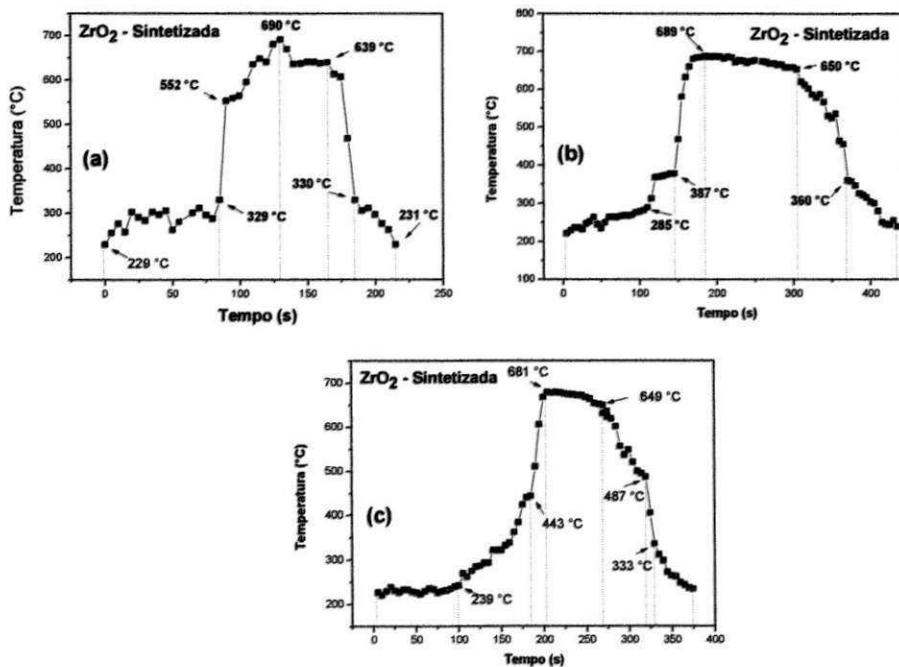 ZrO2 - Sintetizada
690 °C
639 °C
552 °C
(a)
329 °C
330 °C
231 °C
229 °C
Temperatura (°C)
700
600
500
400
300
200
0
50
100
150
200
250
Tempo (s)
689 °C
ZrO2 - Sintetizada
650 °C
(b)
387 °C
285 °C
360 °C
Temperatura (°C)
800
700
600
500
400
300
200
100
0
100
200
300
400
Tempo (s)
ZrO2 - Sintetizada
681 °C
649 °C
(c)
443 °C
487 °C
333 °C
239 °C
Temperatura (°C)
700
600
500
400
300
200
0
50
100
150
200
250
300
350
400
Tempo (s)